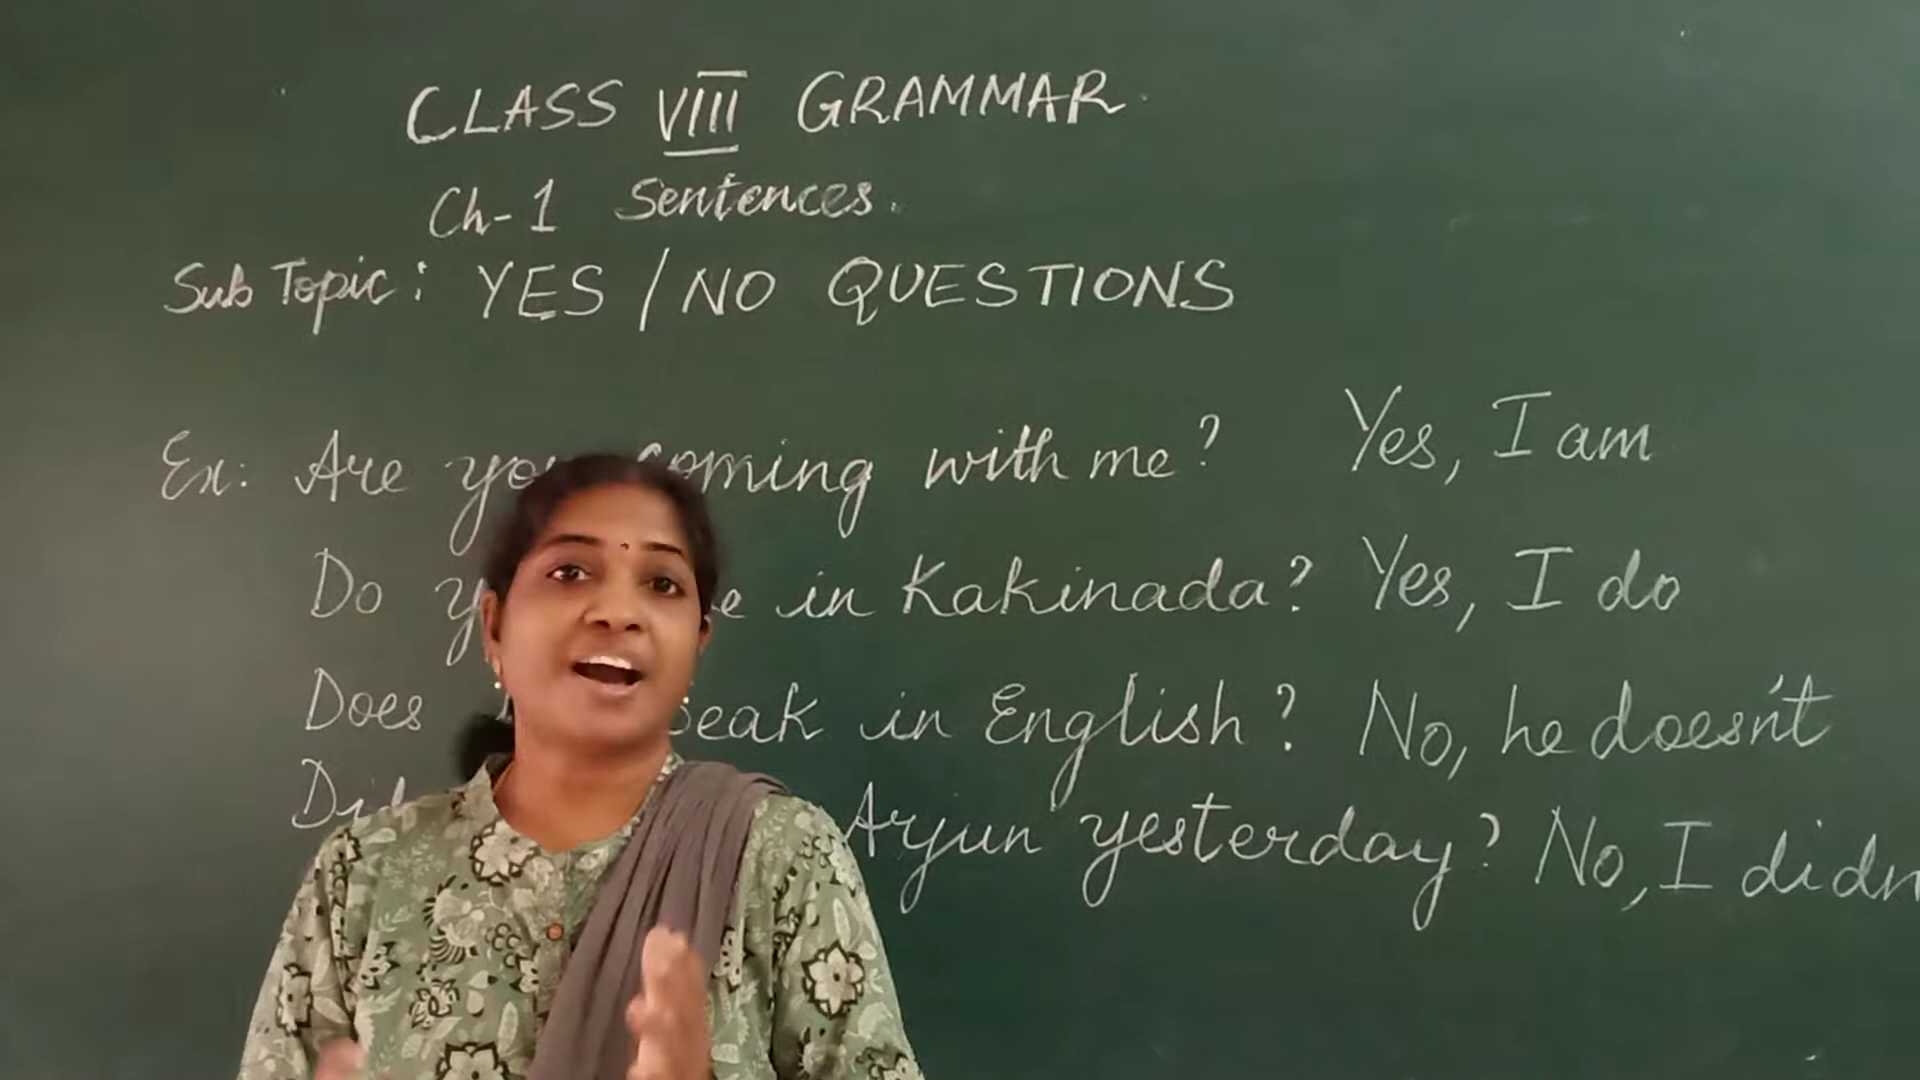 CLASS VIII GRAMMAR
Ch-1 Sentences.
Sub Topic: YES / NO QUESTIONS
Ex: Are you coming with me? Yes, I am
Do in Kakinada? Yes, I do
Does in English? No, he doesn't
Arjun yesterday? No, I